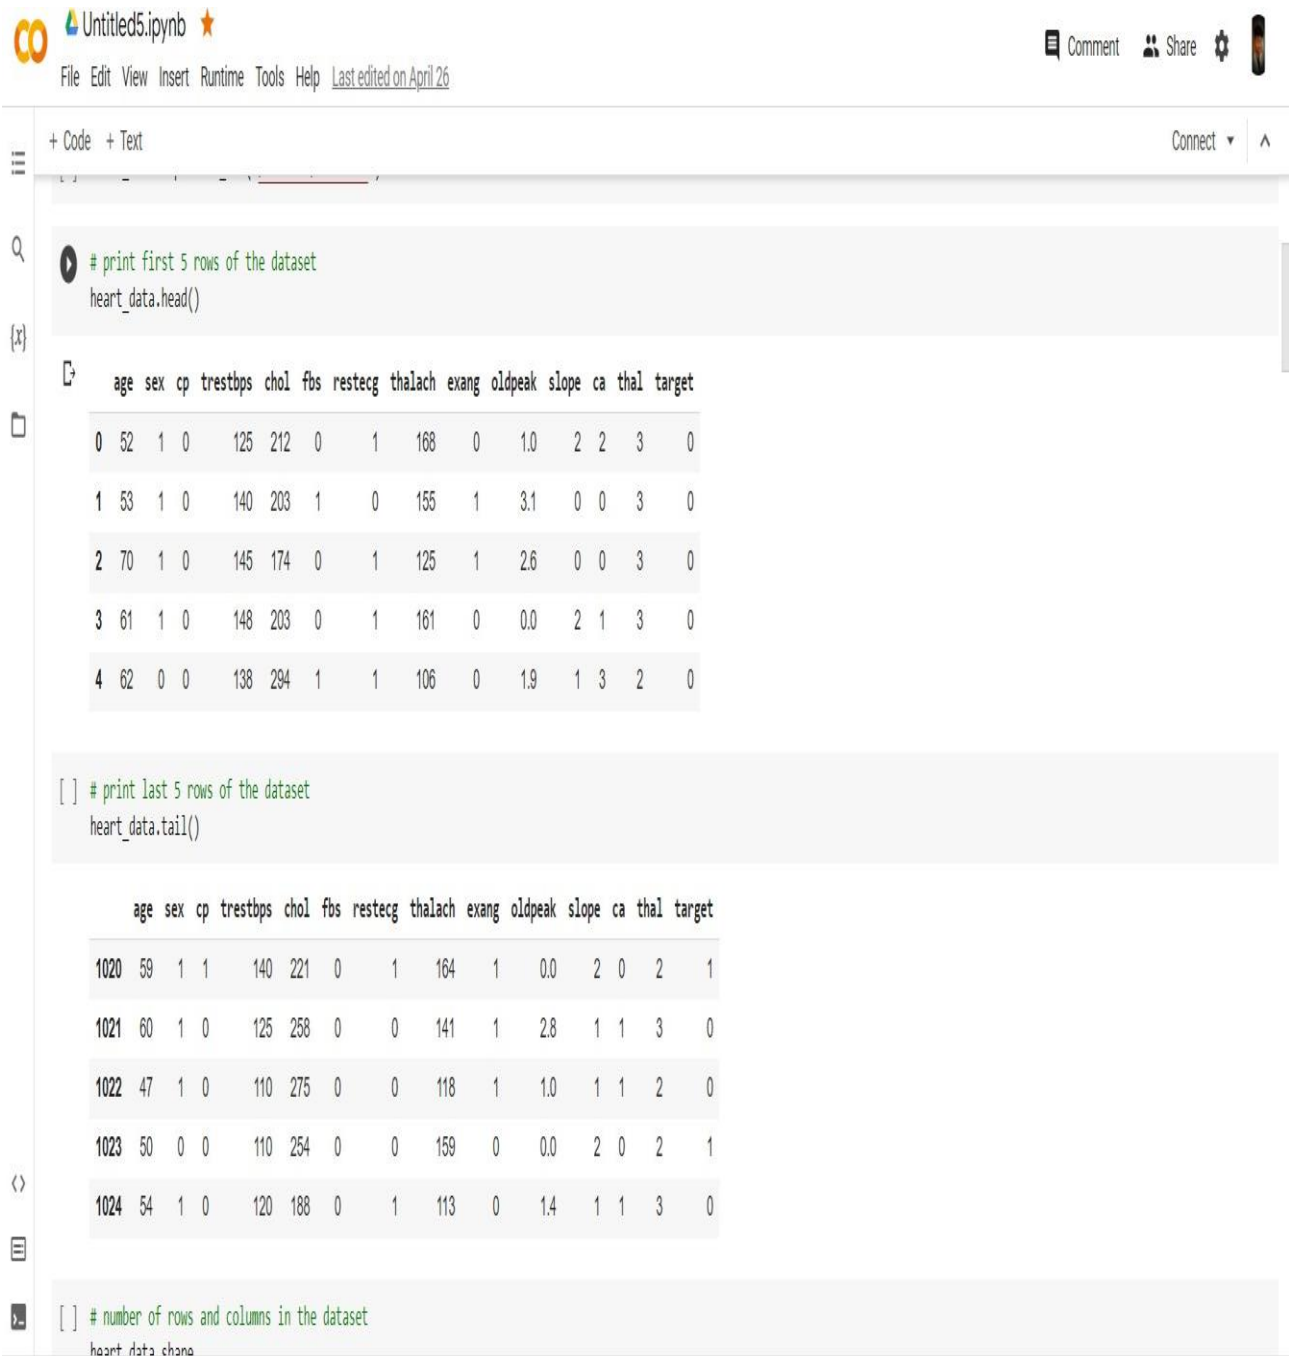 Untitled5.ipynb
File Edit View Insert Runtime Tools Help Last edited on April 26
Comment Share
+ Code + Text
Connect
# print first 5 rows of the dataset
heart_data.head()
{x}
age sex cp trestbps chol fbs restecg thalach exang oldpeak slope ca thal target
0 52 1 0 125 212 0 1 168 0 1.0 2 2 3 0
1 53 1 0 140 203 1 0 155 1 3.1 0 0 3 0
2 70 1 0 145 174 0 1 125 1 2.6 0 0 3 0
3 61 1 0 148 203 0 1 161 0 0.0 2 1 3 0
4 62 0 0 138 294 1 1 106 0 1.9 1 3 2 0
[ ] # print last 5 rows of the dataset
heart_data.tail()
age sex cp trestbps chol fbs restecg thalach exang oldpeak slope ca thal target
1020 59 1 1 140 221 0 1 164 1 0.0 2 0 2 1
1021 60 1 0 125 258 0 0 141 1 2.8 1 1 3 0
1022 47 1 0 110 275 0 0 118 1 1.0 1 1 2 0
1023 50 0 0 110 254 0 0 159 0 0.0 2 0 2 1
1024 54 1 0 120 188 0 1 113 0 1.4 1 1 3 0
[ ] # number of rows and columns in the dataset
heart_data.shape